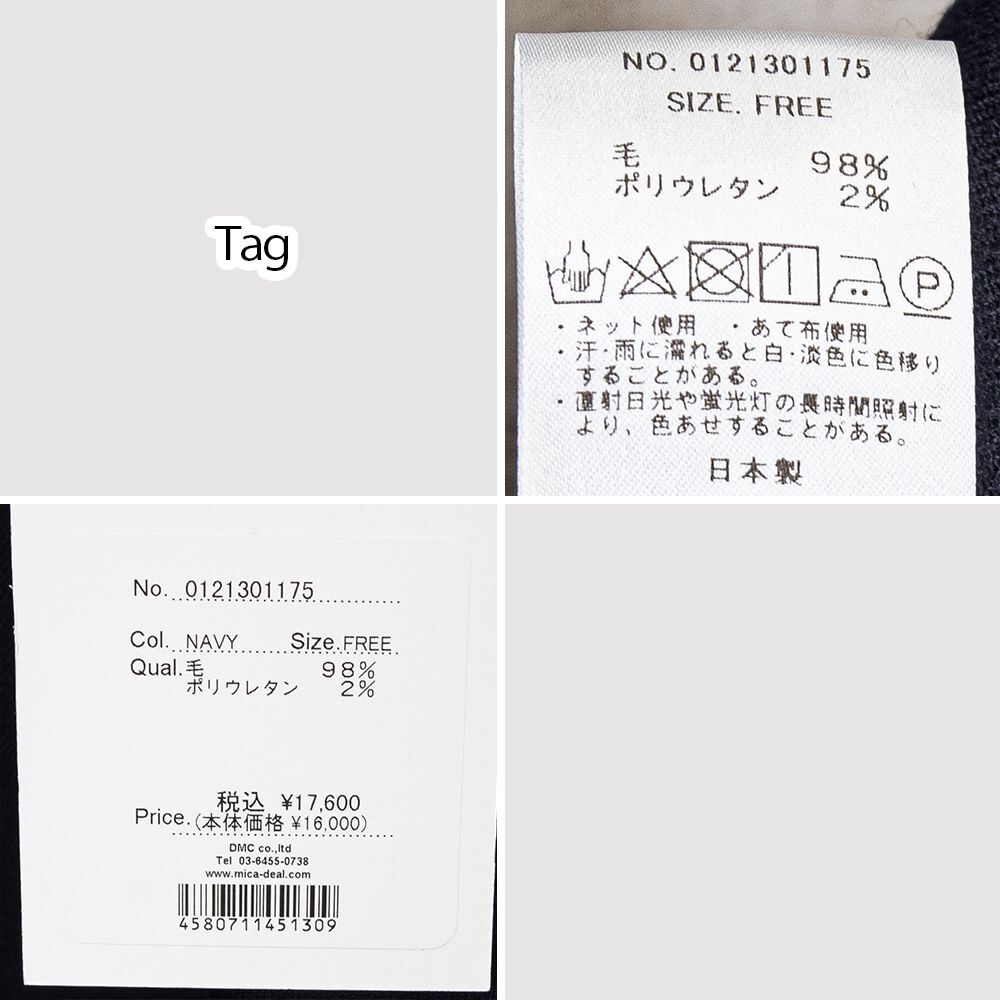 Tag
NO. 0121301175
SIZE. FREE
毛 98%
ポリウレタン 2%
P
・ネット使用 ・あて布使用
・汗・雨に濡れると白・淡色に色移り
することがある。
・直射日光や蛍光灯の長時間照射に
より、色あせすることがある。
日本製
No. 0121301175
Col. NAVY Size. FREE
Qual. 毛 98%
ポリウレタン 2%
税込 ¥17,600
Price. (本体価格 ¥16,000)
DMC co.,ltd
Tel 03-6455-0738
www.mica-deal.com
4580711451309